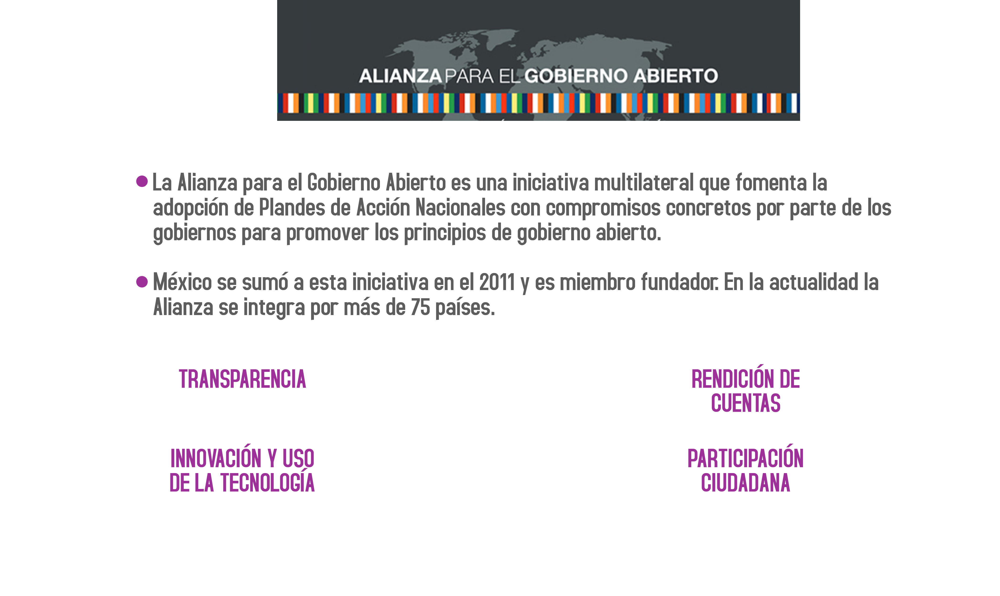 ALIANZA PARA EL GOBIERNO ABIERTO
• La Alianza para el Gobierno Abierto es una iniciativa multilateral que fomenta la
adopción de Plandes de Acción Nacionales con compromisos concretos por parte de los
gobiernos para promover los principios de gobierno abierto.
• México se sumó a esta iniciativa en el 2011 y es miembro fundador. En la actualidad la
Alianza se integra por más de 75 países.
TRANSPARENCIA
RENDICIÓN DE
CUENTAS
INNOVACIÓN Y USO
DE LA TECNOLOGÍA
PARTICIPACIÓN
CIUDADANA